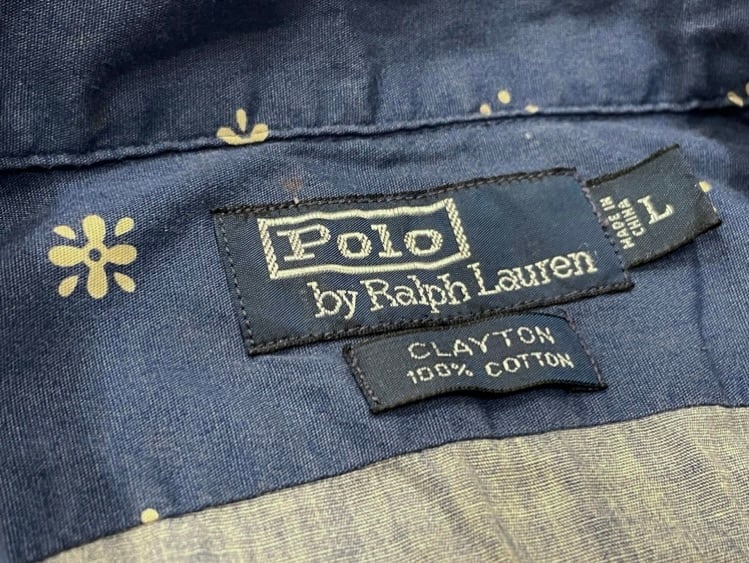 Polo
by Ralph Lauren
MADE IN
CHINA
L
CLAYTON
100% COTTON